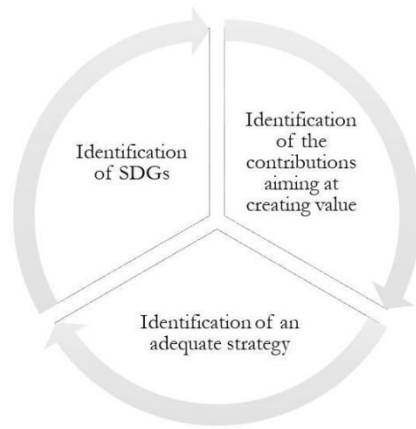 Identification
of SDGs
Identification
of the
contributions
aiming at
creating value
Identification of an
adequate strategy